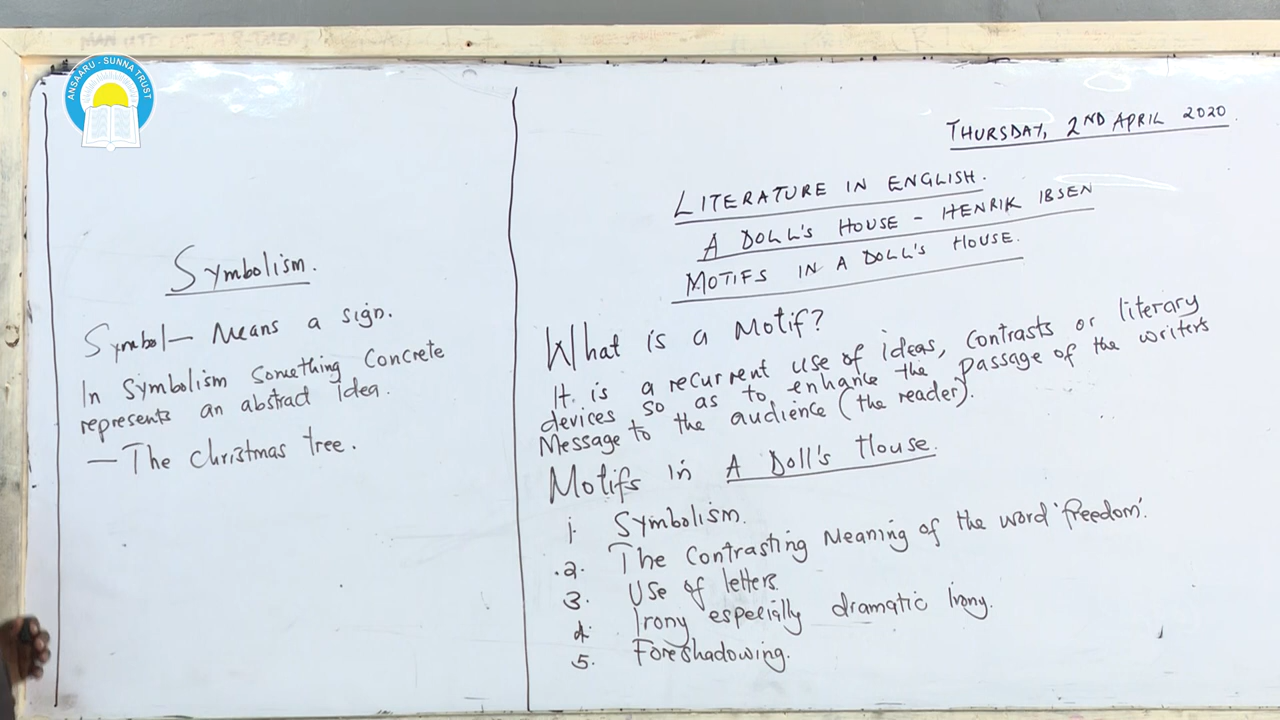 ANSAARU - SUNNA TRUST
Symbolism.
Symbol— Means a sign.
In Symbolism something concrete
represents an abstract Idea.
— The Christmas tree.
THURSDAY, 2ND APRIL 2020
LITERATURE IN ENGLISH.
A DOLL'S HOUSE - HENRIK IBSEN
MOTIFS IN A DOLL'S HOUSE.
What is a Motif?
It is a recurrent use of ideas, contrasts or literary
devices so as to enhance the passage of the writers
Message to the audience (the reader).
Motifs in A Doll's House.
1. Symbolism.
2. The Contrasting Meaning of the word 'freedom'.
3. Use of letters.
4. Irony especially dramatic Irony.
5. Foreshadowing.